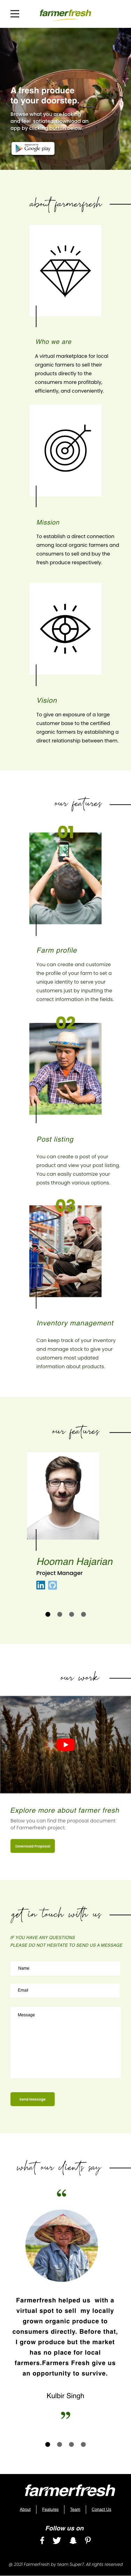 farmerfresh
A fresh produce
to your doorstep.
Browse what you are looking
and feel satiated download an
app by clicking button below.
Google play
about farmerfresh
Who we are
A virtual marketplace for local
organic farmers to sell their
products directly to the
consumers more profitably,
efficiently, and conveniently.
Mission
To establish a direct connection
among local organic farmers and
consumers to sell and buy the
fresh produce respectively.
Vision
To give an exposure of a large
customer base to the certified
organic farmers by establishing a
direct relationship between them.
our features
01
Farm profile
You can create and customize
the profile of your farm to set a
unique identity to serve your
customers just by inputting the
correct information in the fields.
02
Post listing
You can create a post of your
product and view your post listing.
You can easily customize your
posts through various options.
03
Inventory management
Can keep track of your inventory
and manage stock to give your
customers most updated
information about products.
our features
Hooman Hajarian
Project Manager
our work
Explore more about farmer fresh
Below you can find the proposal document
of Farmerfresh project.
Download Proposal
get in touch with us
IF YOU HAVE ANY QUESTIONS
PLEASE DO NOT HESITATE TO SEND US A MESSAGE
Name
Email
Message
Send Message
what our clients say
Farmerfresh helped us with a
virtual spot to sell my locally
grown organic produce to
consumers directly. Before that,
I grow produce but the market
has no place for local
farmers.Farmers Fresh give us
an opportunity to survive.
Kulbir Singh
farmerfresh
About
Features
Team
Conact Us
Follow us on
@ 2021 Farmerfresh by team Super7. All rights reserved